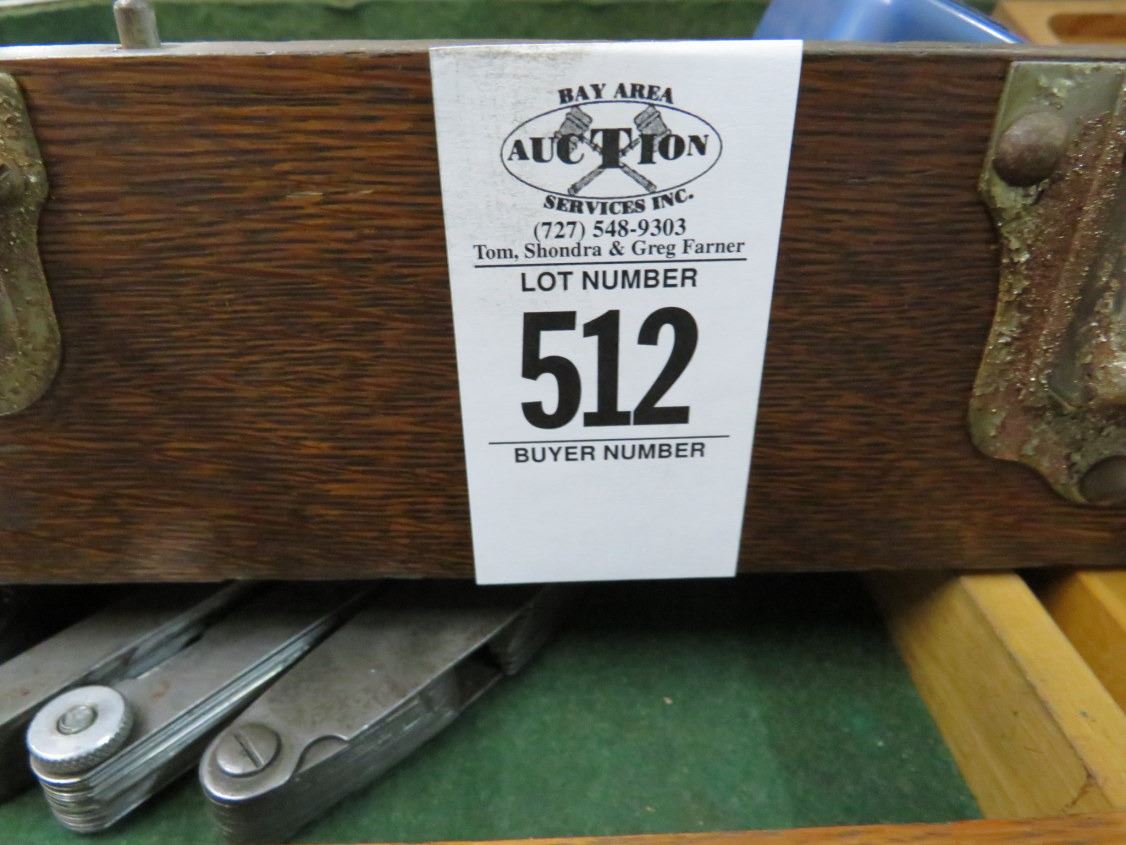 BAY AREA
AUCTION
SERVICES INC.
(727) 548-9303
Tom, Shondra & Greg Farner
LOT NUMBER
512
BUYER NUMBER